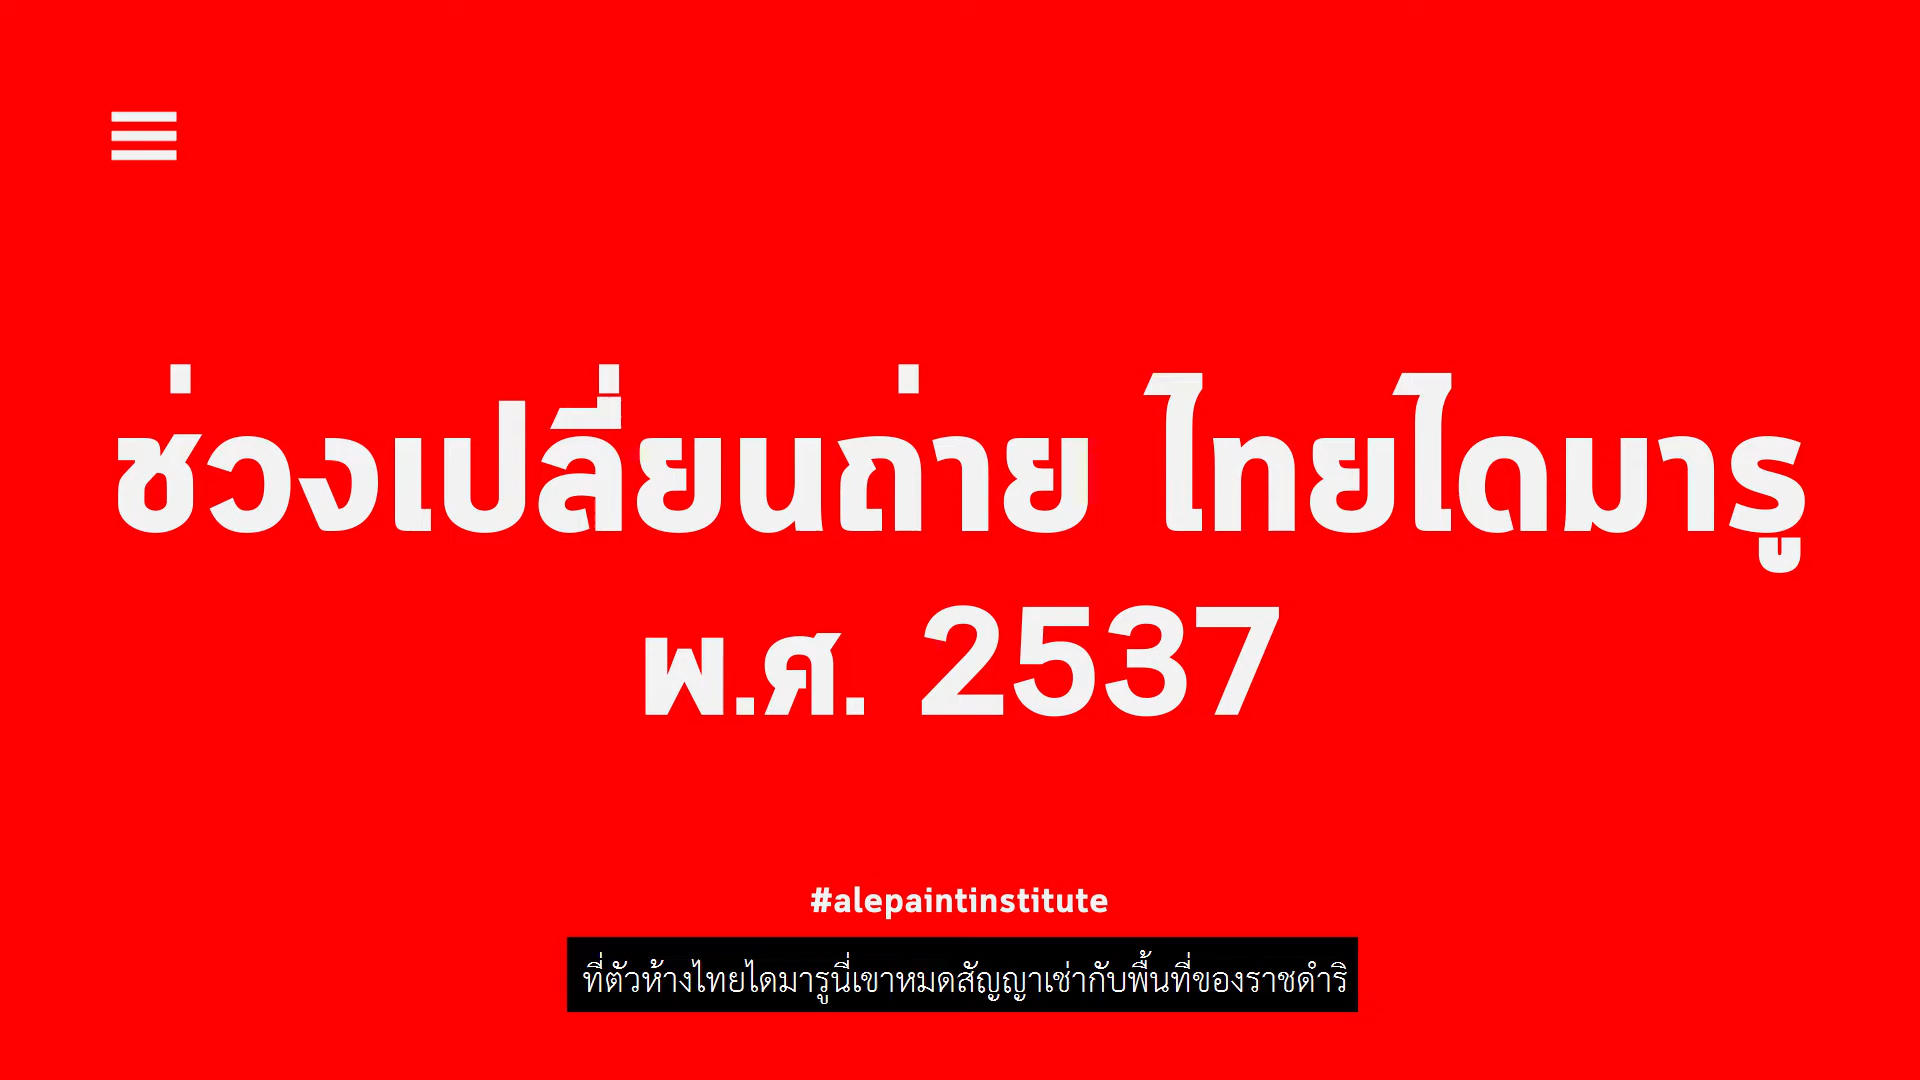 ช่วงเปลี่ยนถ่าย ไทยไดมารู
พ.ศ. 2537
#alepaintinstitute
ที่ตัวห้างไทยไดมารูนี่เขาหมดสัญญาเช่ากับพื้นที่ของราชดำริ